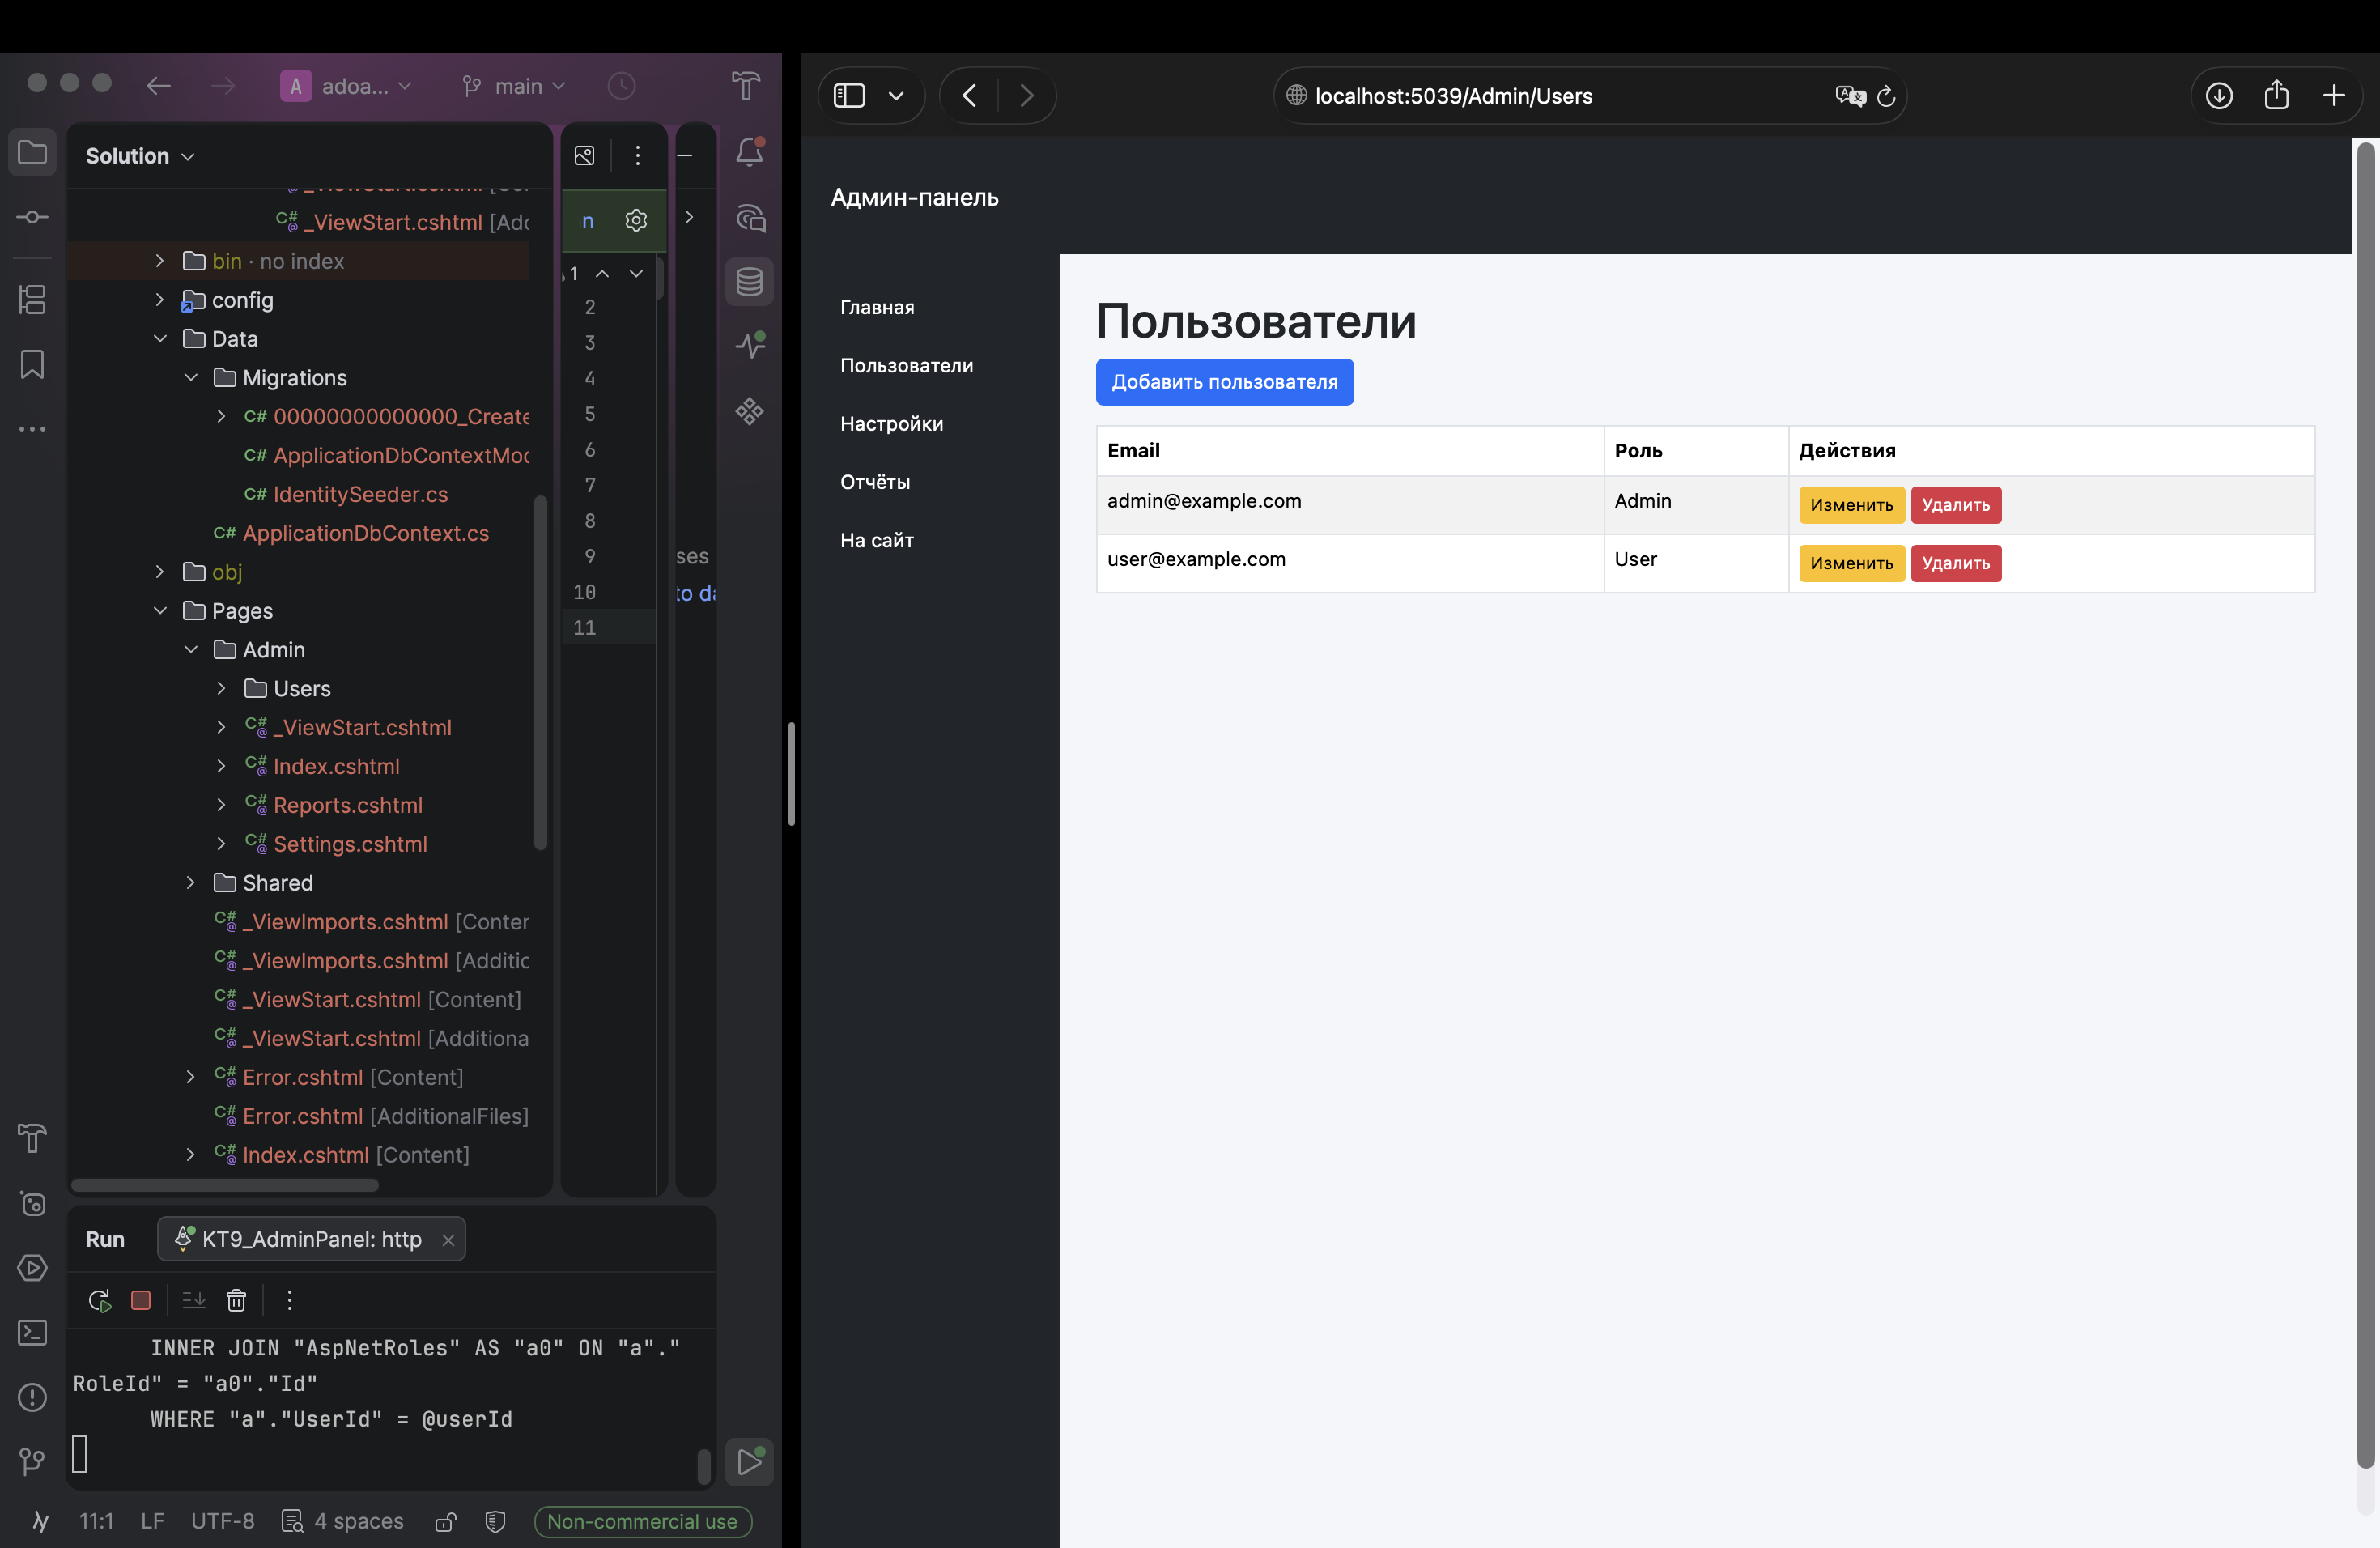 A adoa...
main
Solution
_ViewStart.cshtml [Adc
bin · no index
config
Data
Migrations
C# 00000000000000_Create
C# ApplicationDbContextMod
C# IdentitySeeder.cs
C# ApplicationDbContext.cs
obj
Pages
Admin
Users
C# _ViewStart.cshtml
C# Index.cshtml
C# Reports.cshtml
C# Settings.cshtml
Shared
C# _ViewImports.cshtml [Conten
C# _ViewImports.cshtml [Additic
C# _ViewStart.cshtml [Content]
C# _ViewStart.cshtml [Additiona
C# Error.cshtml [Content]
C# Error.cshtml [AdditionalFiles]
C# Index.cshtml [Content]
1
2
3
4
5
6
7
8
9
10
11
ses
to da
Run
KT9_AdminPanel: http
INNER JOIN "AspNetRoles" AS "a0" ON "a"."
RoleId" = "a0"."Id"
WHERE "a"."UserId" = @userId
11:1 LF UTF-8 4 spaces Non-commercial use
localhost:5039/Admin/Users
Админ-панель
Главная
Пользователи
Настройки
Отчёты
На сайт
Пользователи
Добавить пользователя
Email Роль Действия
admin@example.com Admin Изменить Удалить
user@example.com User Изменить Удалить